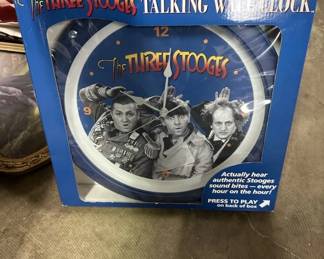 The THREE STOOGES TALKING WALL CLOCK
12
The THREE STOOGES
9
Actually hear
authentic Stooges
sound bites — every
hour on the hour!
PRESS TO PLAY
on back of box